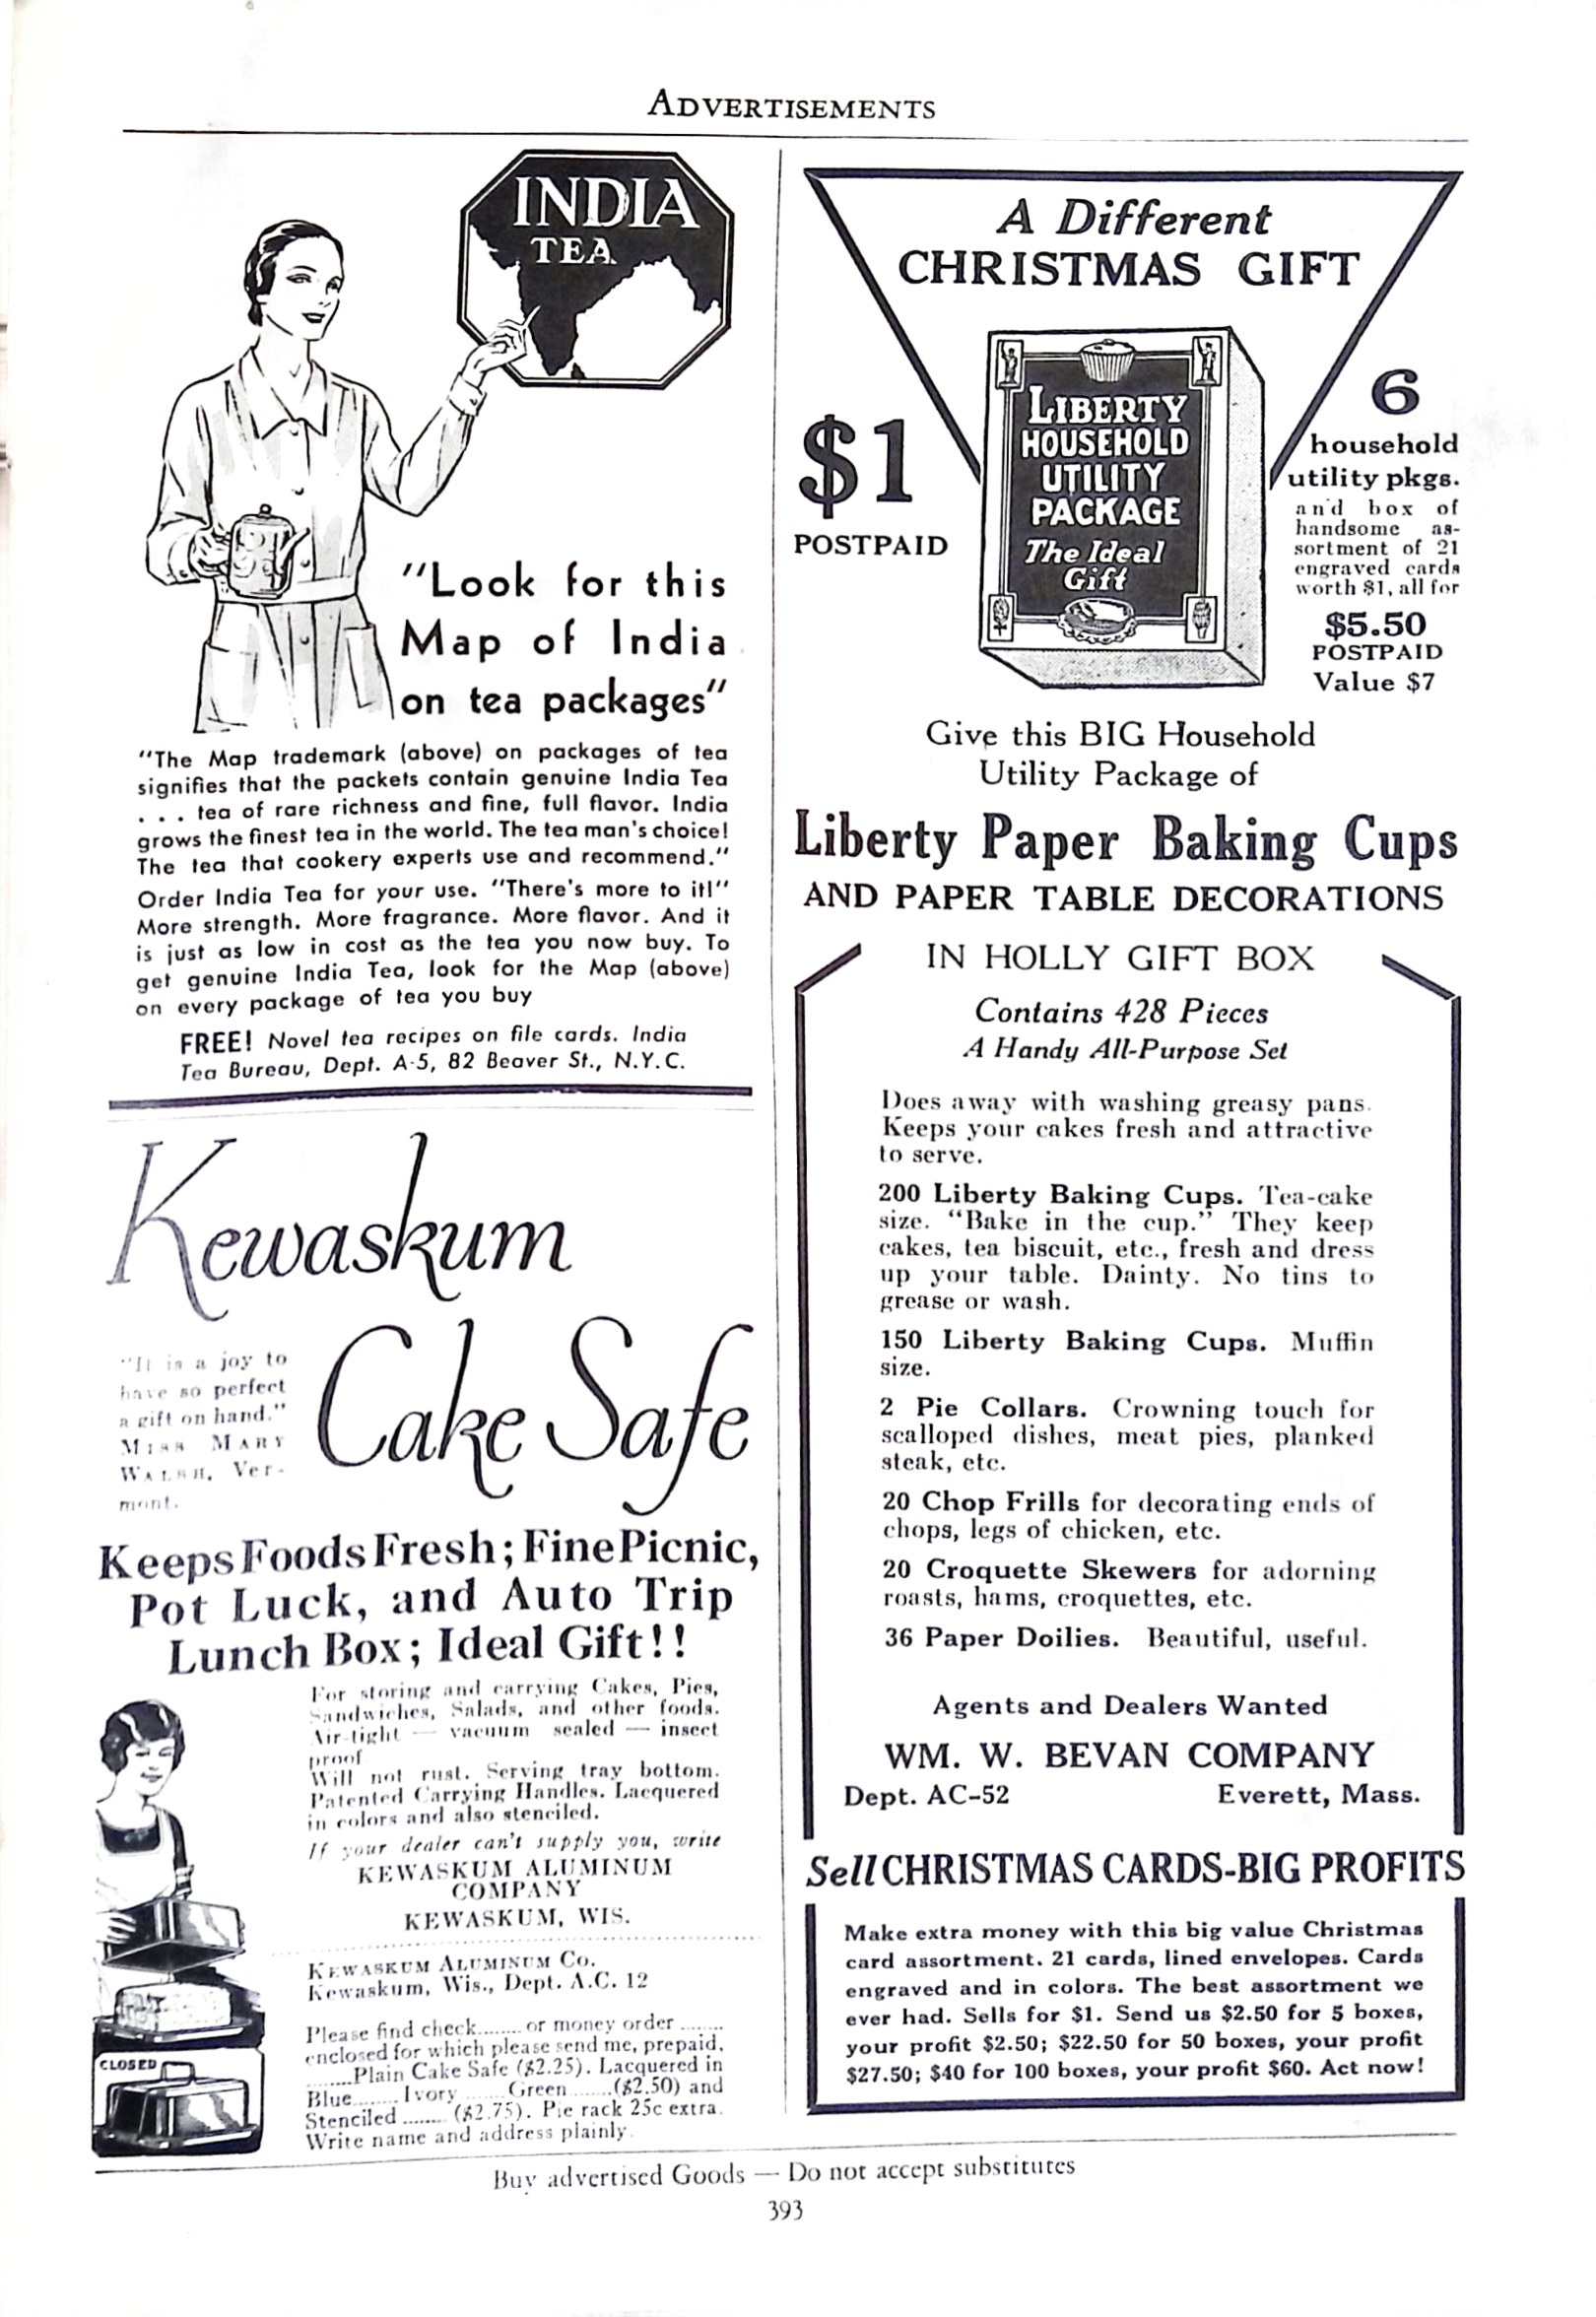 ADVERTISEMENTS
INDIA
TEA
"Look for this
Map of India
on tea packages"
"The Map trademark (above) on packages of tea
signifies that the packets contain genuine India Tea
. . . tea of rare richness and fine, full flavor. India
grows the finest tea in the world. The tea man's choice!
The tea that cookery experts use and recommend."
Order India Tea for your use. "There's more to it!"
More strength. More fragrance. More flavor. And it
is just as low in cost as the tea you now buy. To
get genuine India Tea, look for the Map (above)
on every package of tea you buy
FREE! Novel tea recipes on file cards. India
Tea Bureau, Dept. A-5, 82 Beaver St., N.Y.C.
Kewaskum
Cake Safe
"It is a joy to
have so perfect
a gift on hand."
MISS MARY
WALSH, Ver-
mont.
Keeps Foods Fresh; Fine Picnic,
Pot Luck, and Auto Trip
Lunch Box; Ideal Gift!!
For storing and carrying Cakes, Pies,
Sandwiches, Salads, and other foods.
Air-tight — vacuum sealed — insect
proof
Will not rust. Serving tray bottom.
Patented Carrying Handles. Lacquered
in colors and also stenciled.
If your dealer can't supply you, write
KEWASKUM ALUMINUM
COMPANY
KEWASKUM, WIS.
KEWASKUM ALUMINUM CO.
Kewaskum, Wis., Dept. A.C. 12
Please find check........ or money order ........
enclosed for which please send me, prepaid,
........Plain Cake Safe ($2.25). Lacquered in
Blue........Ivory........Green........($2.50) and
Stenciled ........ ($2.75). Pie rack 25c extra.
Write name and address plainly.
CLOSED
A Different
CHRISTMAS GIFT
$1
POSTPAID
LIBERTY
HOUSEHOLD
UTILITY
PACKAGE
The Ideal
Gift
6
household
utility pkgs.
and box of
handsome as-
sortment of 21
engraved cards
worth $1, all for
$5.50
POSTPAID
Value $7
Give this BIG Household
Utility Package of
Liberty Paper Baking Cups
AND PAPER TABLE DECORATIONS
IN HOLLY GIFT BOX
Contains 428 Pieces
A Handy All-Purpose Set
Does away with washing greasy pans.
Keeps your cakes fresh and attractive
to serve.
200 Liberty Baking Cups. Tea-cake
size. "Bake in the cup." They keep
cakes, tea biscuit, etc., fresh and dress
up your table. Dainty. No tins to
grease or wash.
150 Liberty Baking Cups. Muffin
size.
2 Pie Collars. Crowning touch for
scalloped dishes, meat pies, planked
steak, etc.
20 Chop Frills for decorating ends of
chops, legs of chicken, etc.
20 Croquette Skewers for adorning
roasts, hams, croquettes, etc.
36 Paper Doilies. Beautiful, useful.
Agents and Dealers Wanted
WM. W. BEVAN COMPANY
Dept. AC-52 Everett, Mass.
Sell CHRISTMAS CARDS-BIG PROFITS
Make extra money with this big value Christmas
card assortment. 21 cards, lined envelopes. Cards
engraved and in colors. The best assortment we
ever had. Sells for $1. Send us $2.50 for 5 boxes,
your profit $2.50; $22.50 for 50 boxes, your profit
$27.50; $40 for 100 boxes, your profit $60. Act now!
Buy advertised Goods — Do not accept substitutes
393